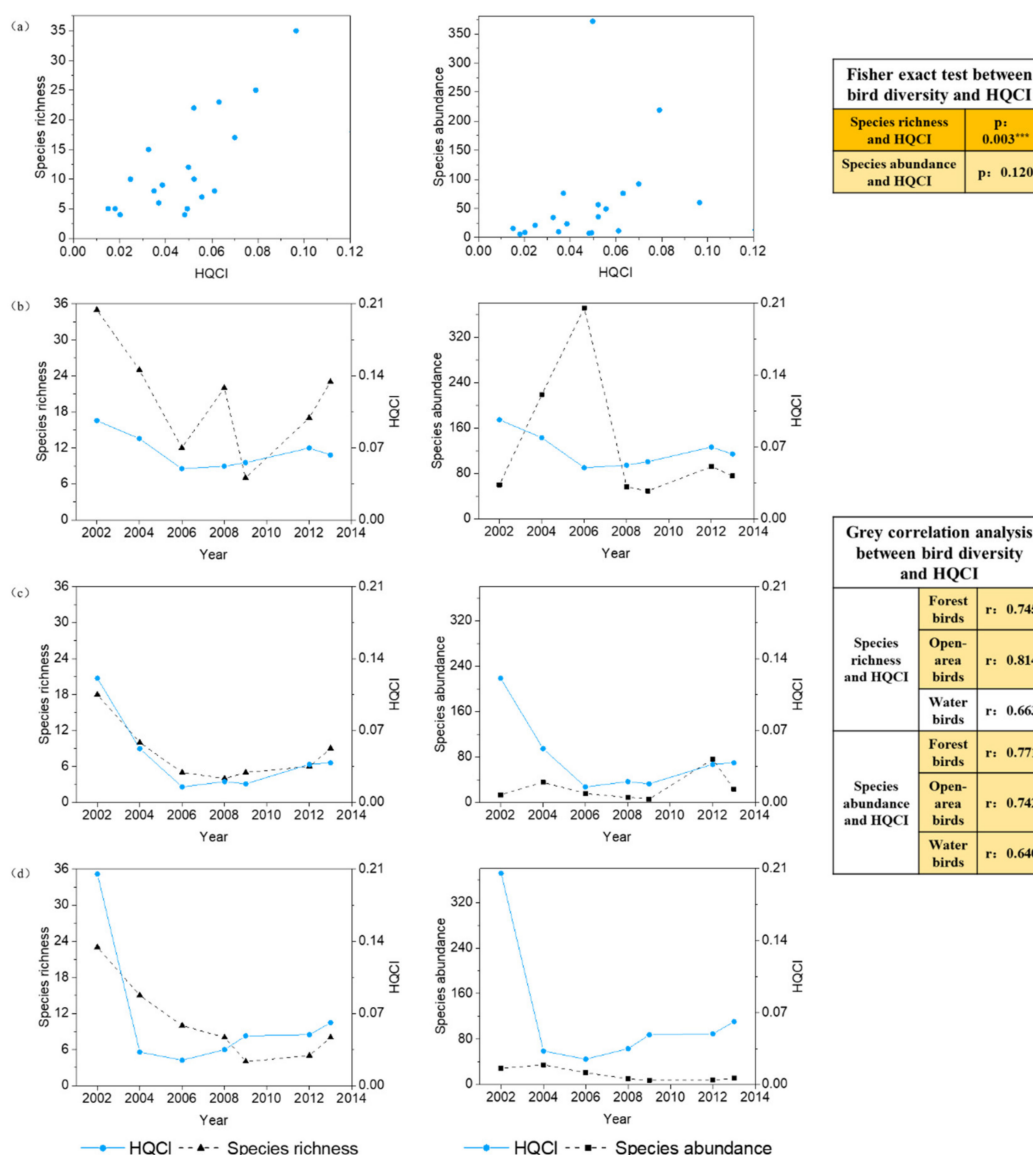 (a)
35
30
25
20
15
10
5
0
Species richness
0.00 0.02 0.04 0.06 0.08 0.10 0.12
HQCI
350
300
250
200
150
100
50
0
Species abundance
0.00 0.02 0.04 0.06 0.08 0.10 0.12
HQCI
Fisher exact test between
bird diversity and HQCI
Species richness
and HQCI
p:
0.003***
Species abundance
and HQCI
p: 0.120
(b)
36
30
24
18
12
6
0
Species richness
0.21
0.14
0.07
0.00
HQCI
2002 2004 2006 2008 2010 2012 2014
Year
320
240
160
80
0
Species abundance
0.21
0.14
0.07
0.00
HQCI
2002 2004 2006 2008 2010 2012 2014
Year
(c)
36
30
24
18
12
6
0
Species richness
0.21
0.14
0.07
0.00
HQCI
2002 2004 2006 2008 2010 2012 2014
Year
320
240
160
80
0
Species abundance
0.21
0.14
0.07
0.00
HQCI
2002 2004 2006 2008 2010 2012 2014
Year
Grey correlation analysis
between bird diversity
and HQCI
Species
richness
and HQCI
Forest
birds
r: 0.74
Open-
area
birds
r: 0.814
Water
birds
r: 0.66
Species
abundance
and HQCI
Forest
birds
r: 0.77
Open-
area
birds
r: 0.74
Water
birds
r: 0.64
(d)
36
30
24
18
12
6
0
Species richness
0.21
0.14
0.07
0.00
HQCI
2002 2004 2006 2008 2010 2012 2014
Year
320
240
160
80
0
Species abundance
0.21
0.14
0.07
0.00
HQCI
2002 2004 2006 2008 2010 2012 2014
Year
HQCI Species richness
HQCI Species abundance